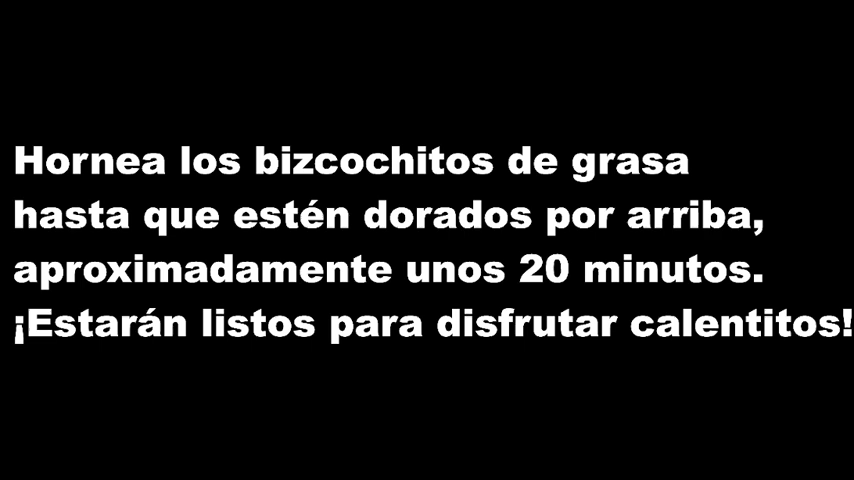 Hornea los bizcochitos de grasa
hasta que estén dorados por arriba,
aproximadamente unos 20 minutos.
¡Estarán listos para disfrutar calentitos!